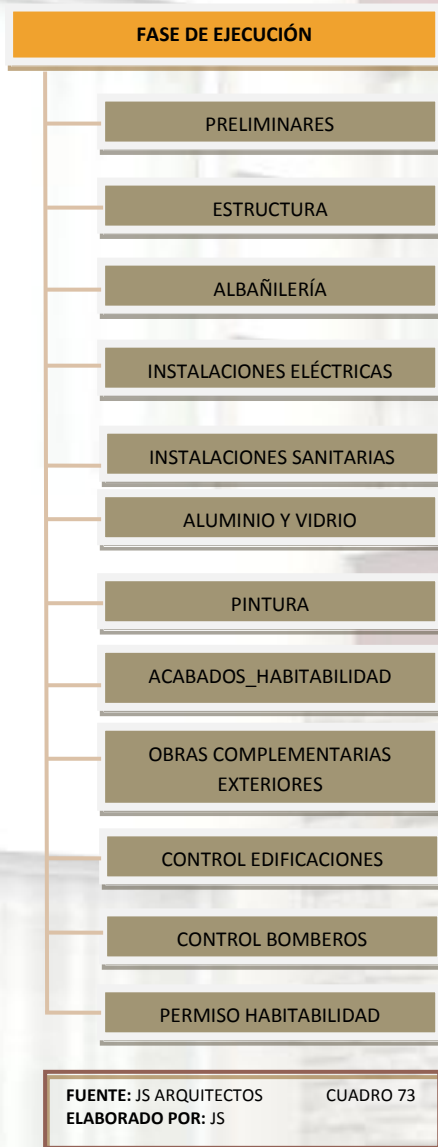 FASE DE EJECUCIÓN
PRELIMINARES
ESTRUCTURA
ALBAÑILERÍA
INSTALACIONES ELÉCTRICAS
INSTALACIONES SANITARIAS
ALUMINIO Y VIDRIO
PINTURA
ACABADOS_HABITABILIDAD
OBRAS COMPLEMENTARIAS
EXTERIORES
CONTROL EDIFICACIONES
CONTROL BOMBEROS
PERMISO HABITABILIDAD
FUENTE: JS ARQUITECTOS CUADRO 73
ELABORADO POR: JS